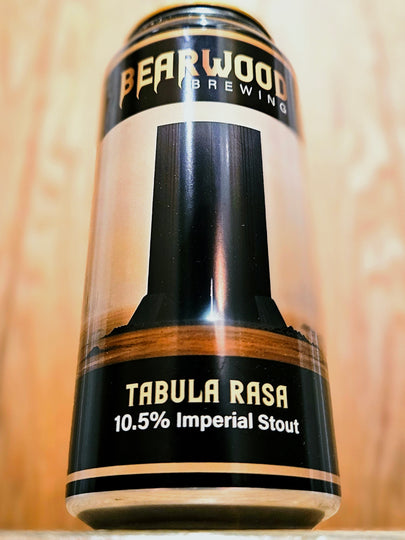 BEARWOOD
BREWING
TABULA RASA
10.5% Imperial Stout